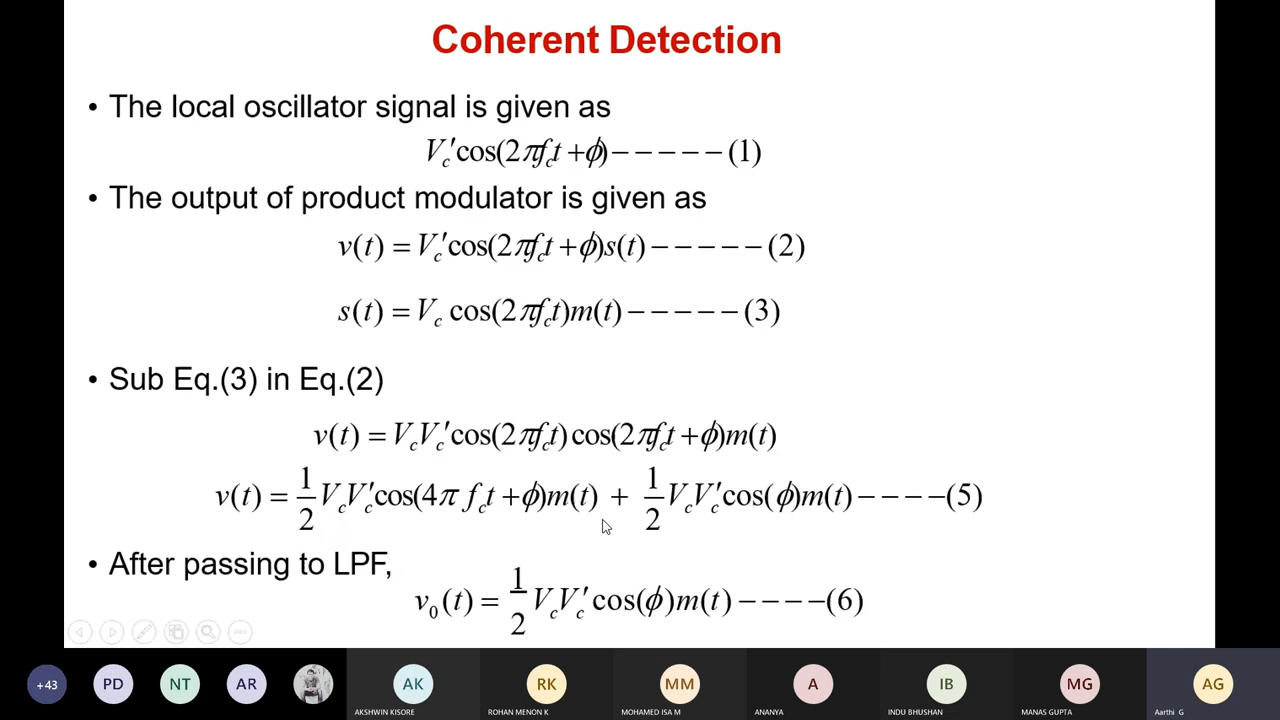 Coherent Detection
• The local oscillator signal is given as
V_c′cos(2πf_ct+ϕ)−−−−−(1)
• The output of product modulator is given as
v(t) = V_c′cos(2πf_ct+ϕ)s(t)−−−−−(2)
s(t) = V_c cos(2πf_ct)m(t)−−−−−(3)
• Sub Eq.(3) in Eq.(2)
v(t) = V_cV_c′cos(2πf_ct)cos(2πf_ct+ϕ)m(t)
v(t) = 1/2 V_cV_c′cos(4π f_ct+ϕ)m(t) + 1/2 V_cV_c′cos(ϕ)m(t)−−−−(5)
• After passing to LPF,
v_0(t) = 1/2 V_cV_c′cos(ϕ)m(t)−−−−(6)
+43 PD NT AR AK RK MM A IB MG AG
AKSHWIN KISORE ROHAN MENON K MOHAMED ISA M ANANYA INDU BHUSHAN MANAS GUPTA Aarthi G